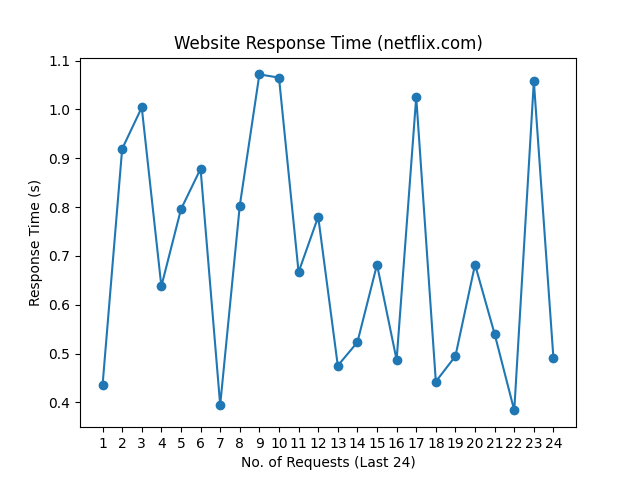 Website Response Time (netflix.com)
Response Time (s)
1.1
1.0
0.9
0.8
0.7
0.6
0.5
0.4
1 2 3 4 5 6 7 8 9 10 11 12 13 14 15 16 17 18 19 20 21 22 23 24
No. of Requests (Last 24)